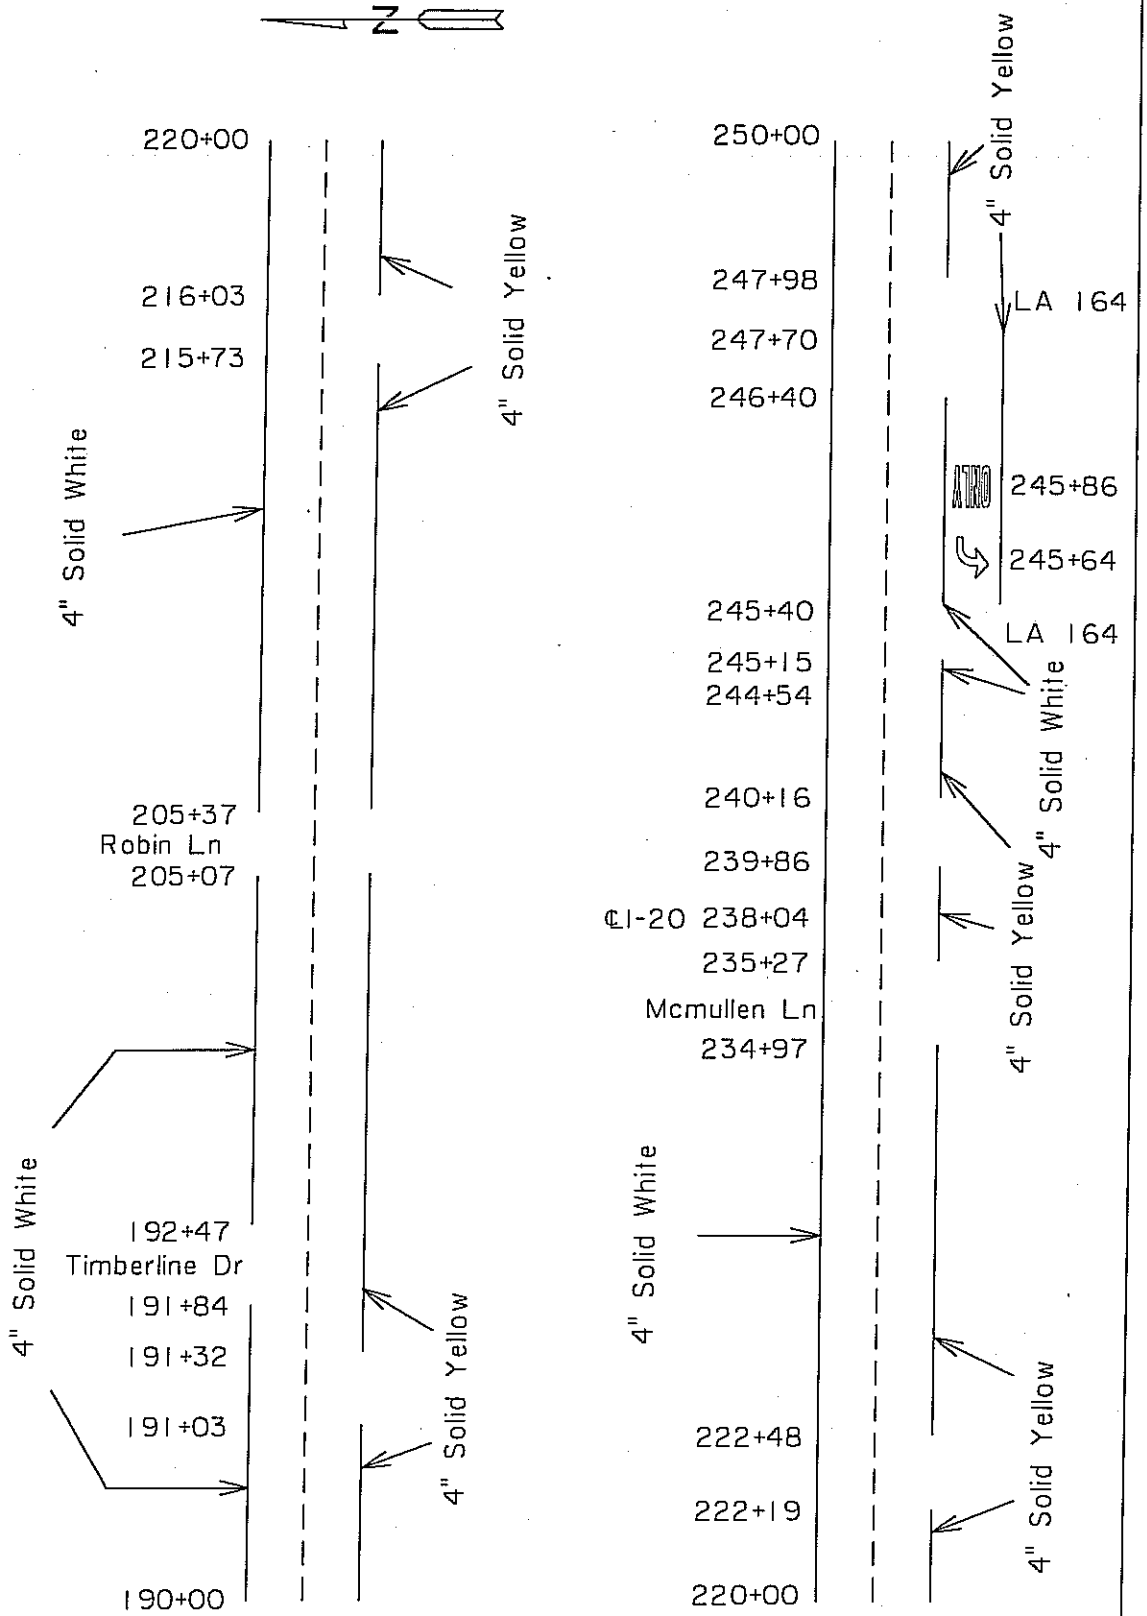 N
220+00
216+03
215+73
4" Solid Yellow
4" Solid White
205+37
Robin Ln
205+07
4" Solid White
192+47
Timberline Dr
191+84
191+32
191+03
4" Solid Yellow
190+00
250+00
4" Solid Yellow
247+98
LA 164
247+70
246+40
ONLY
245+86
245+64
245+40
LA 164
245+15
244+54
4" Solid White
240+16
239+86
4" Solid Yellow
℄I-20 238+04
235+27
Mcmullen Ln
234+97
4" Solid White
222+48
222+19
4" Solid Yellow
220+00